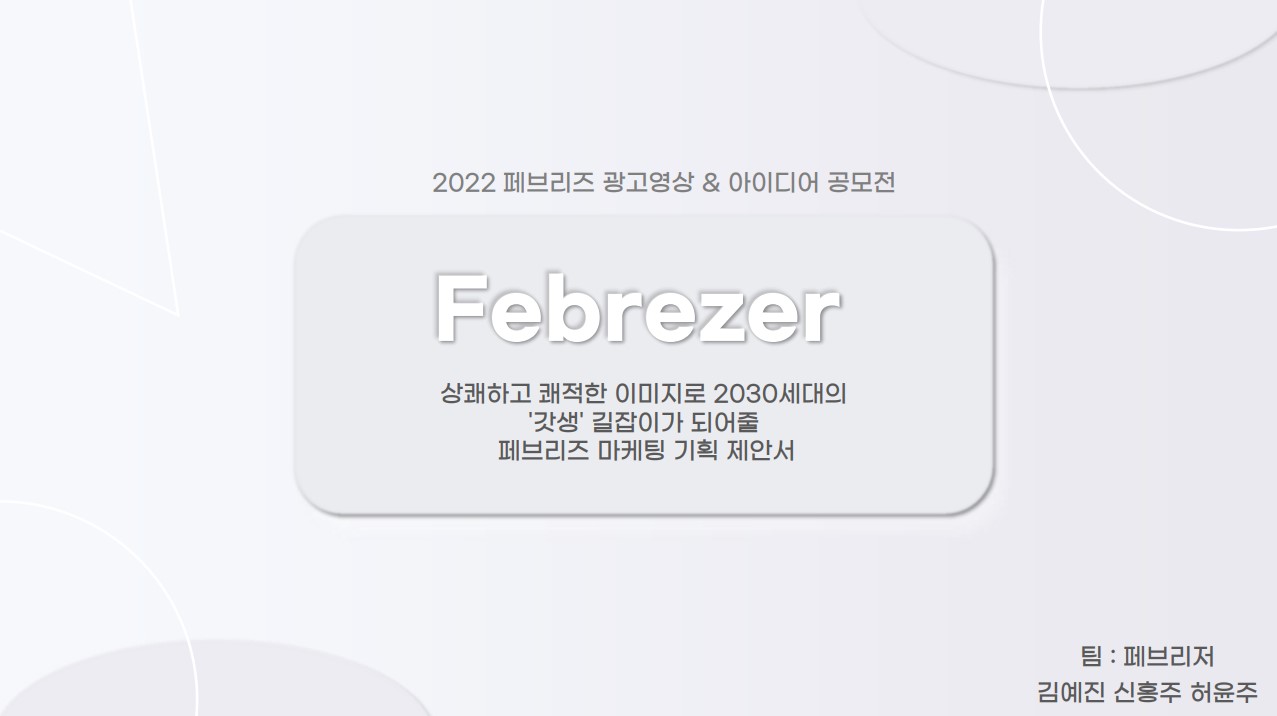 2022 페브리즈 광고영상 & 아이디어 공모전
Febrezer
상쾌하고 쾌적한 이미지로 2030세대의
'갓생' 길잡이가 되어줄
페브리즈 마케팅 기획 제안서
팀 : 페브리저
김예진 신홍주 허윤주